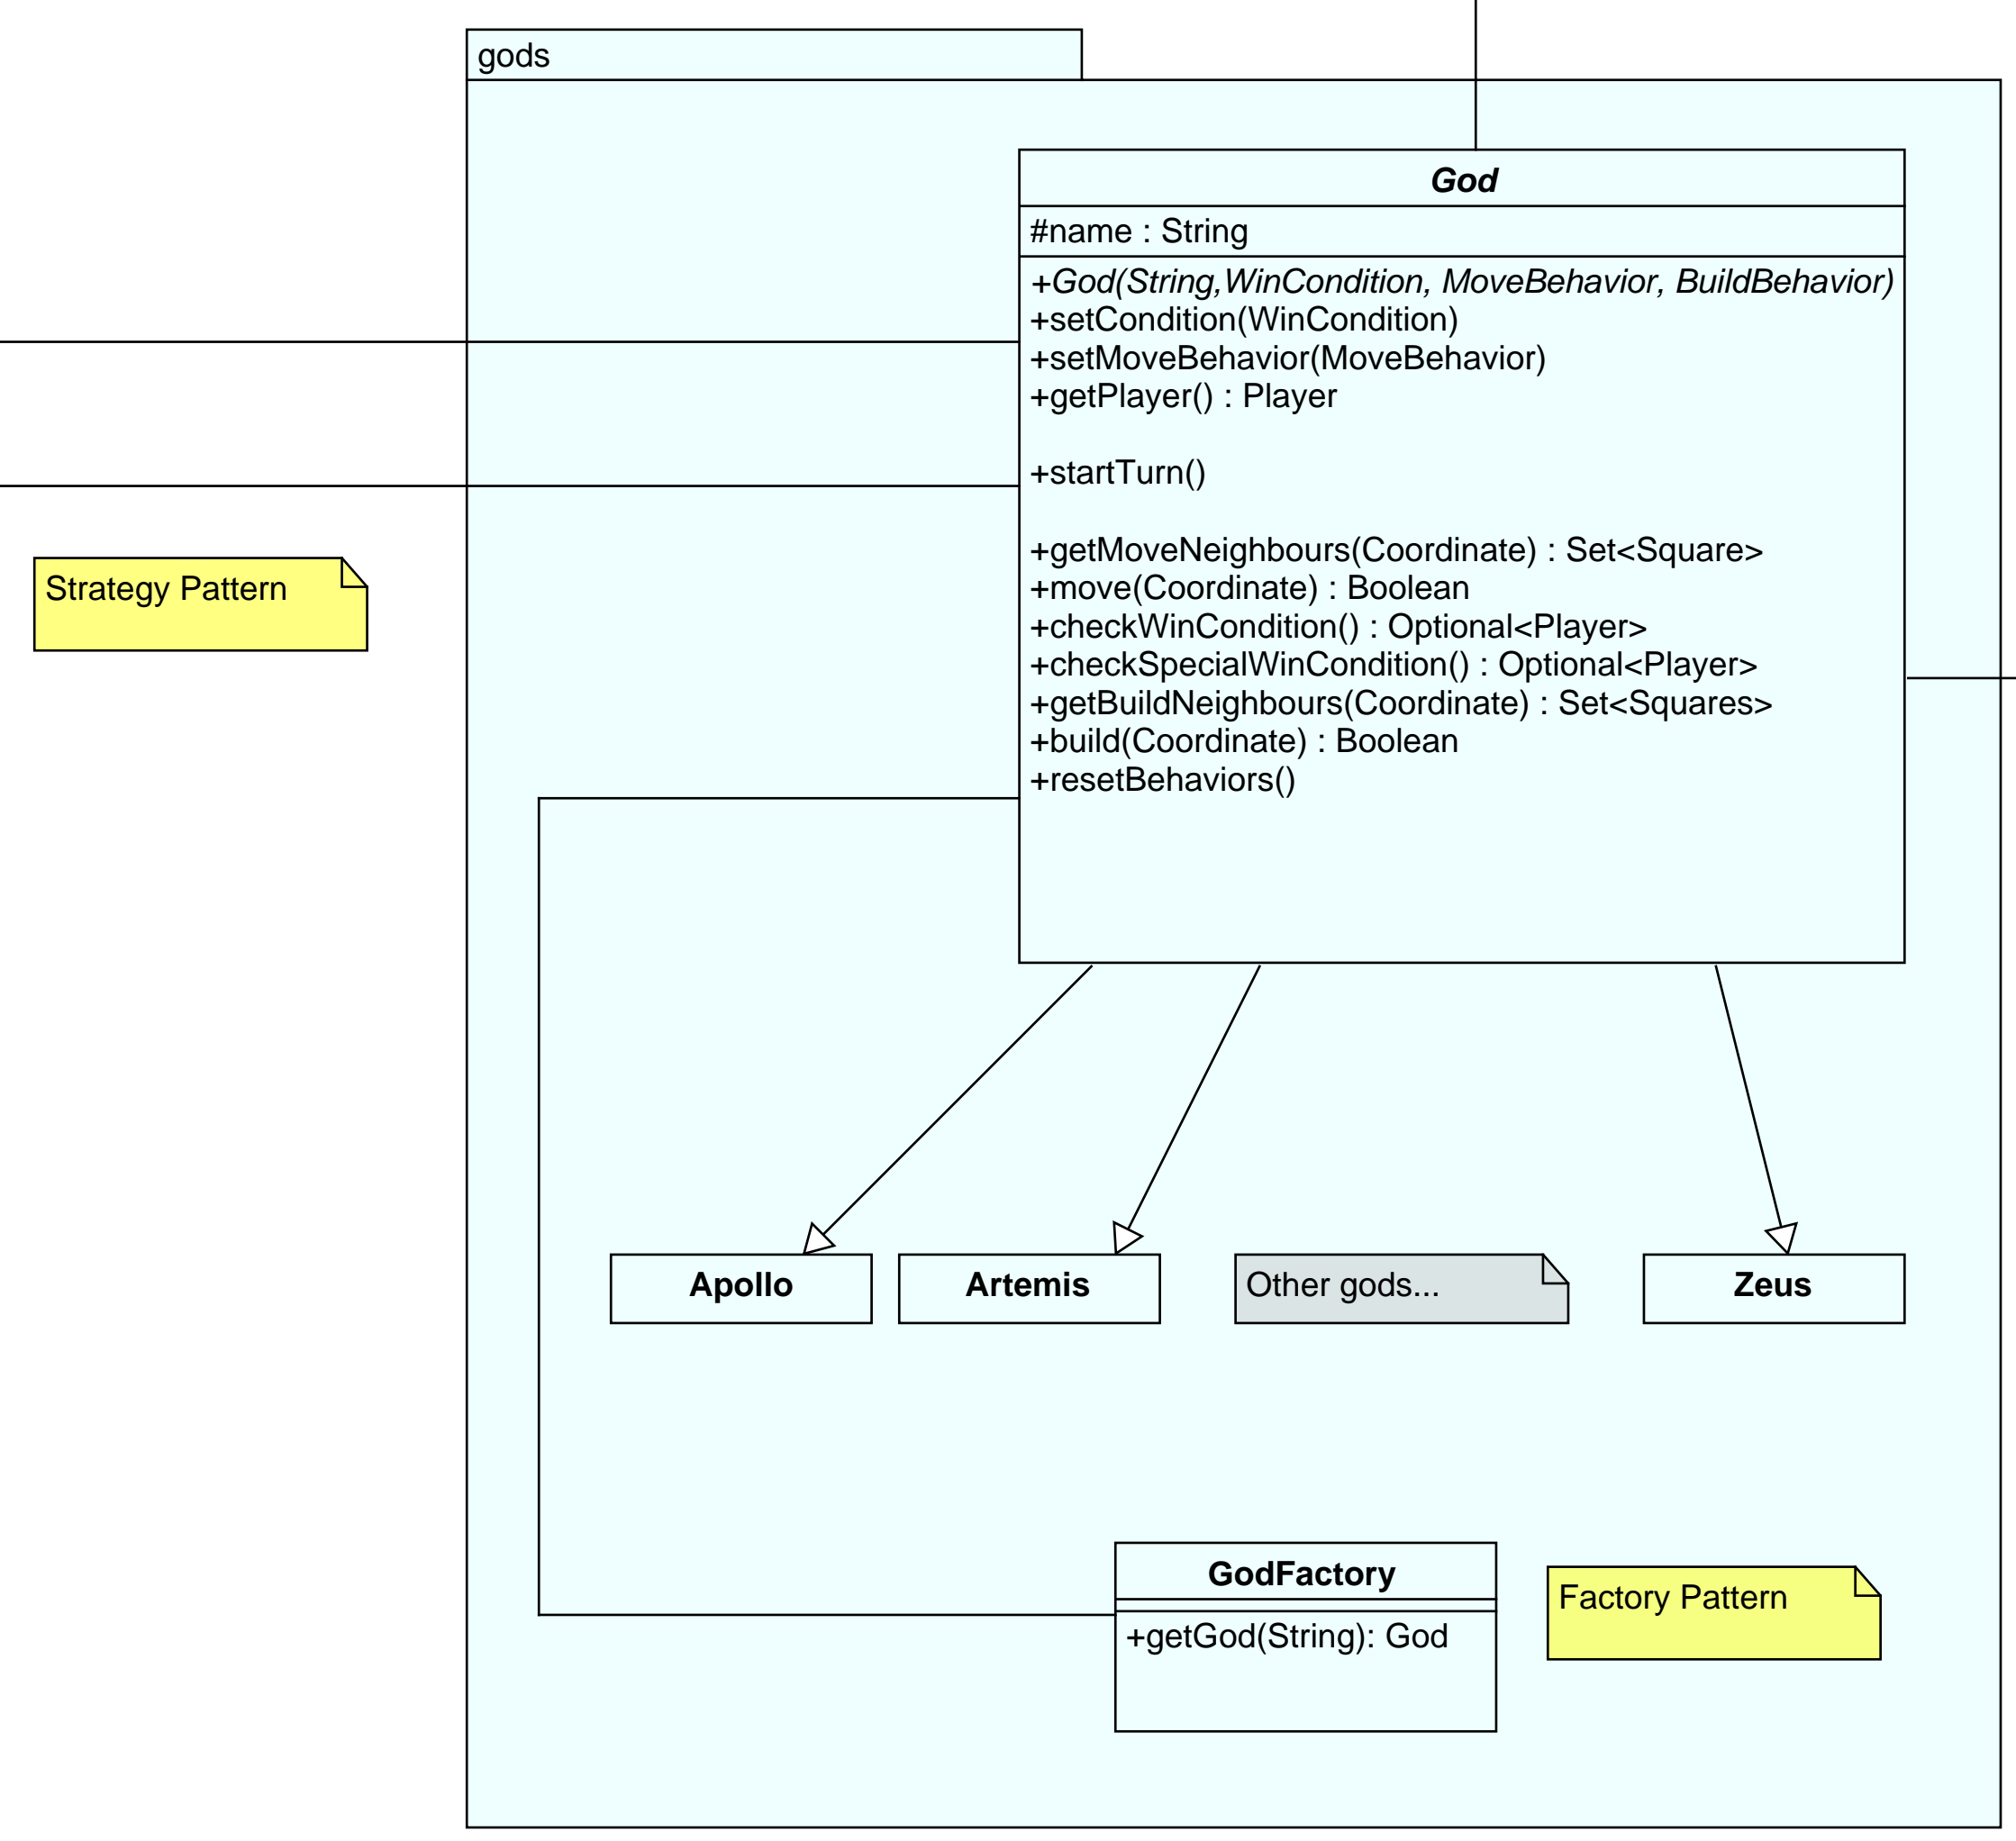 gods
God
#name : String
+God(String,WinCondition, MoveBehavior, BuildBehavior)
+setCondition(WinCondition)
+setMoveBehavior(MoveBehavior)
+getPlayer() : Player
+startTurn()
+getMoveNeighbours(Coordinate) : Set<Square>
+move(Coordinate) : Boolean
+checkWinCondition() : Optional<Player>
+checkSpecialWinCondition() : Optional<Player>
+getBuildNeighbours(Coordinate) : Set<Squares>
+build(Coordinate) : Boolean
+resetBehaviors()
Strategy Pattern
Apollo
Artemis
Other gods...
Zeus
GodFactory
+getGod(String): God
Factory Pattern